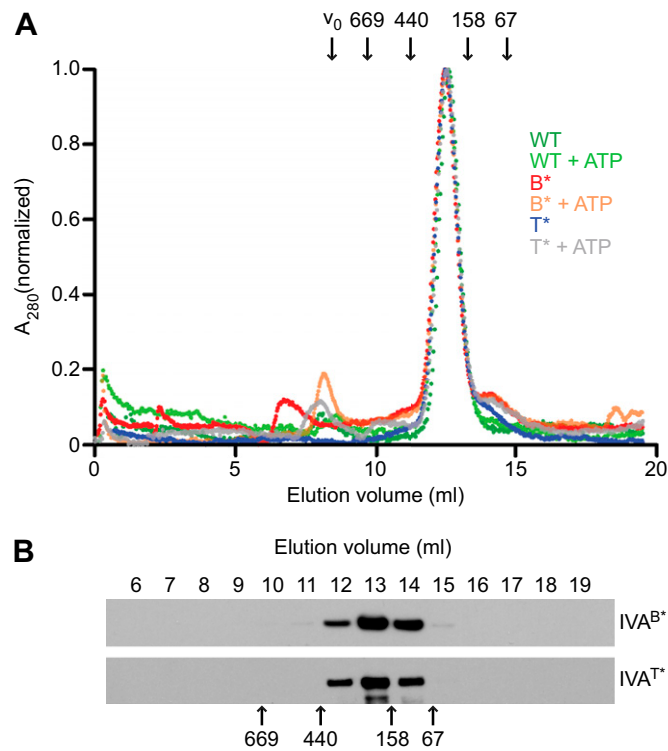 A
v₀ 669 440 158 67
1.0
0.8
0.6
0.4
0.2
0
A₂₈₀(normalized)
WT
WT + ATP
B*
B* + ATP
T*
T* + ATP
0 5 10 15 20
Elution volume (ml)
B
Elution volume (ml)
6 7 8 9 10 11 12 13 14 15 16 17 18 19
IVAᴮ*
IVAᵀ*
669 440 158 67